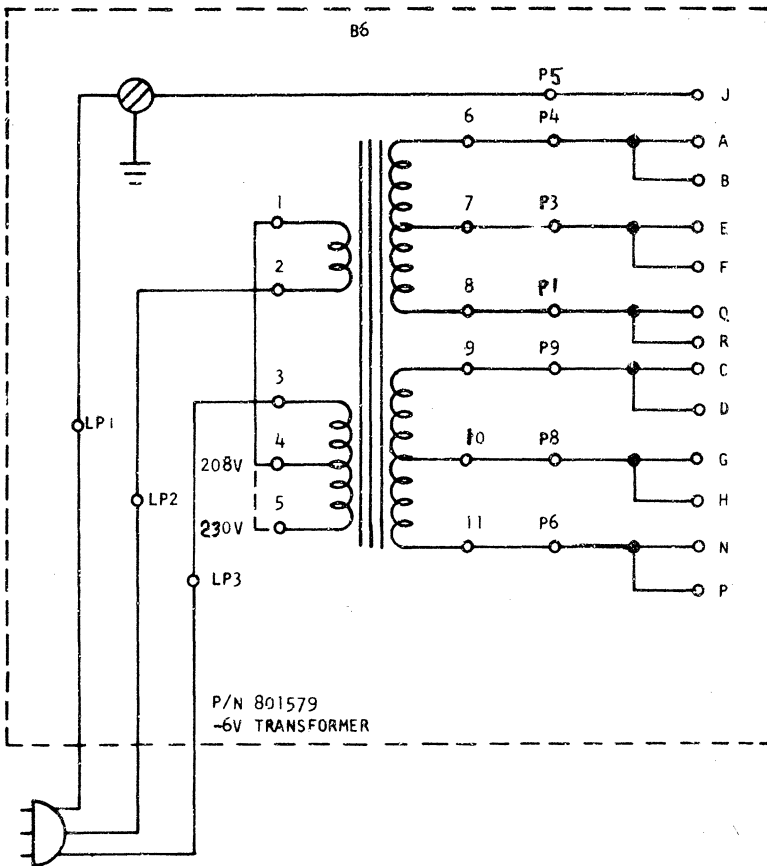 B6
P5
J
6 P4 A
B
1
7 P3 E
F
2
8 P1 Q
R
9 P9 C
3
D
LP1
4 10 P8 G
208V
H
LP2
5
230V
11 P6 N
LP3
P
P/N 801579
-6V TRANSFORMER